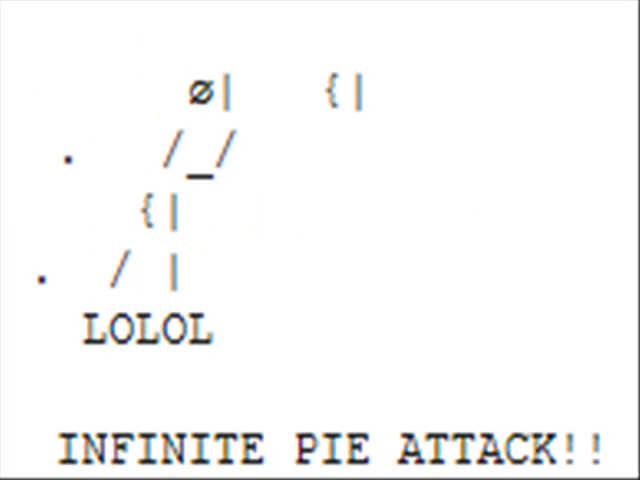 ø|   {|
.   /_/
{|
.  / |
LOLOL
INFINITE PIE ATTACK!!